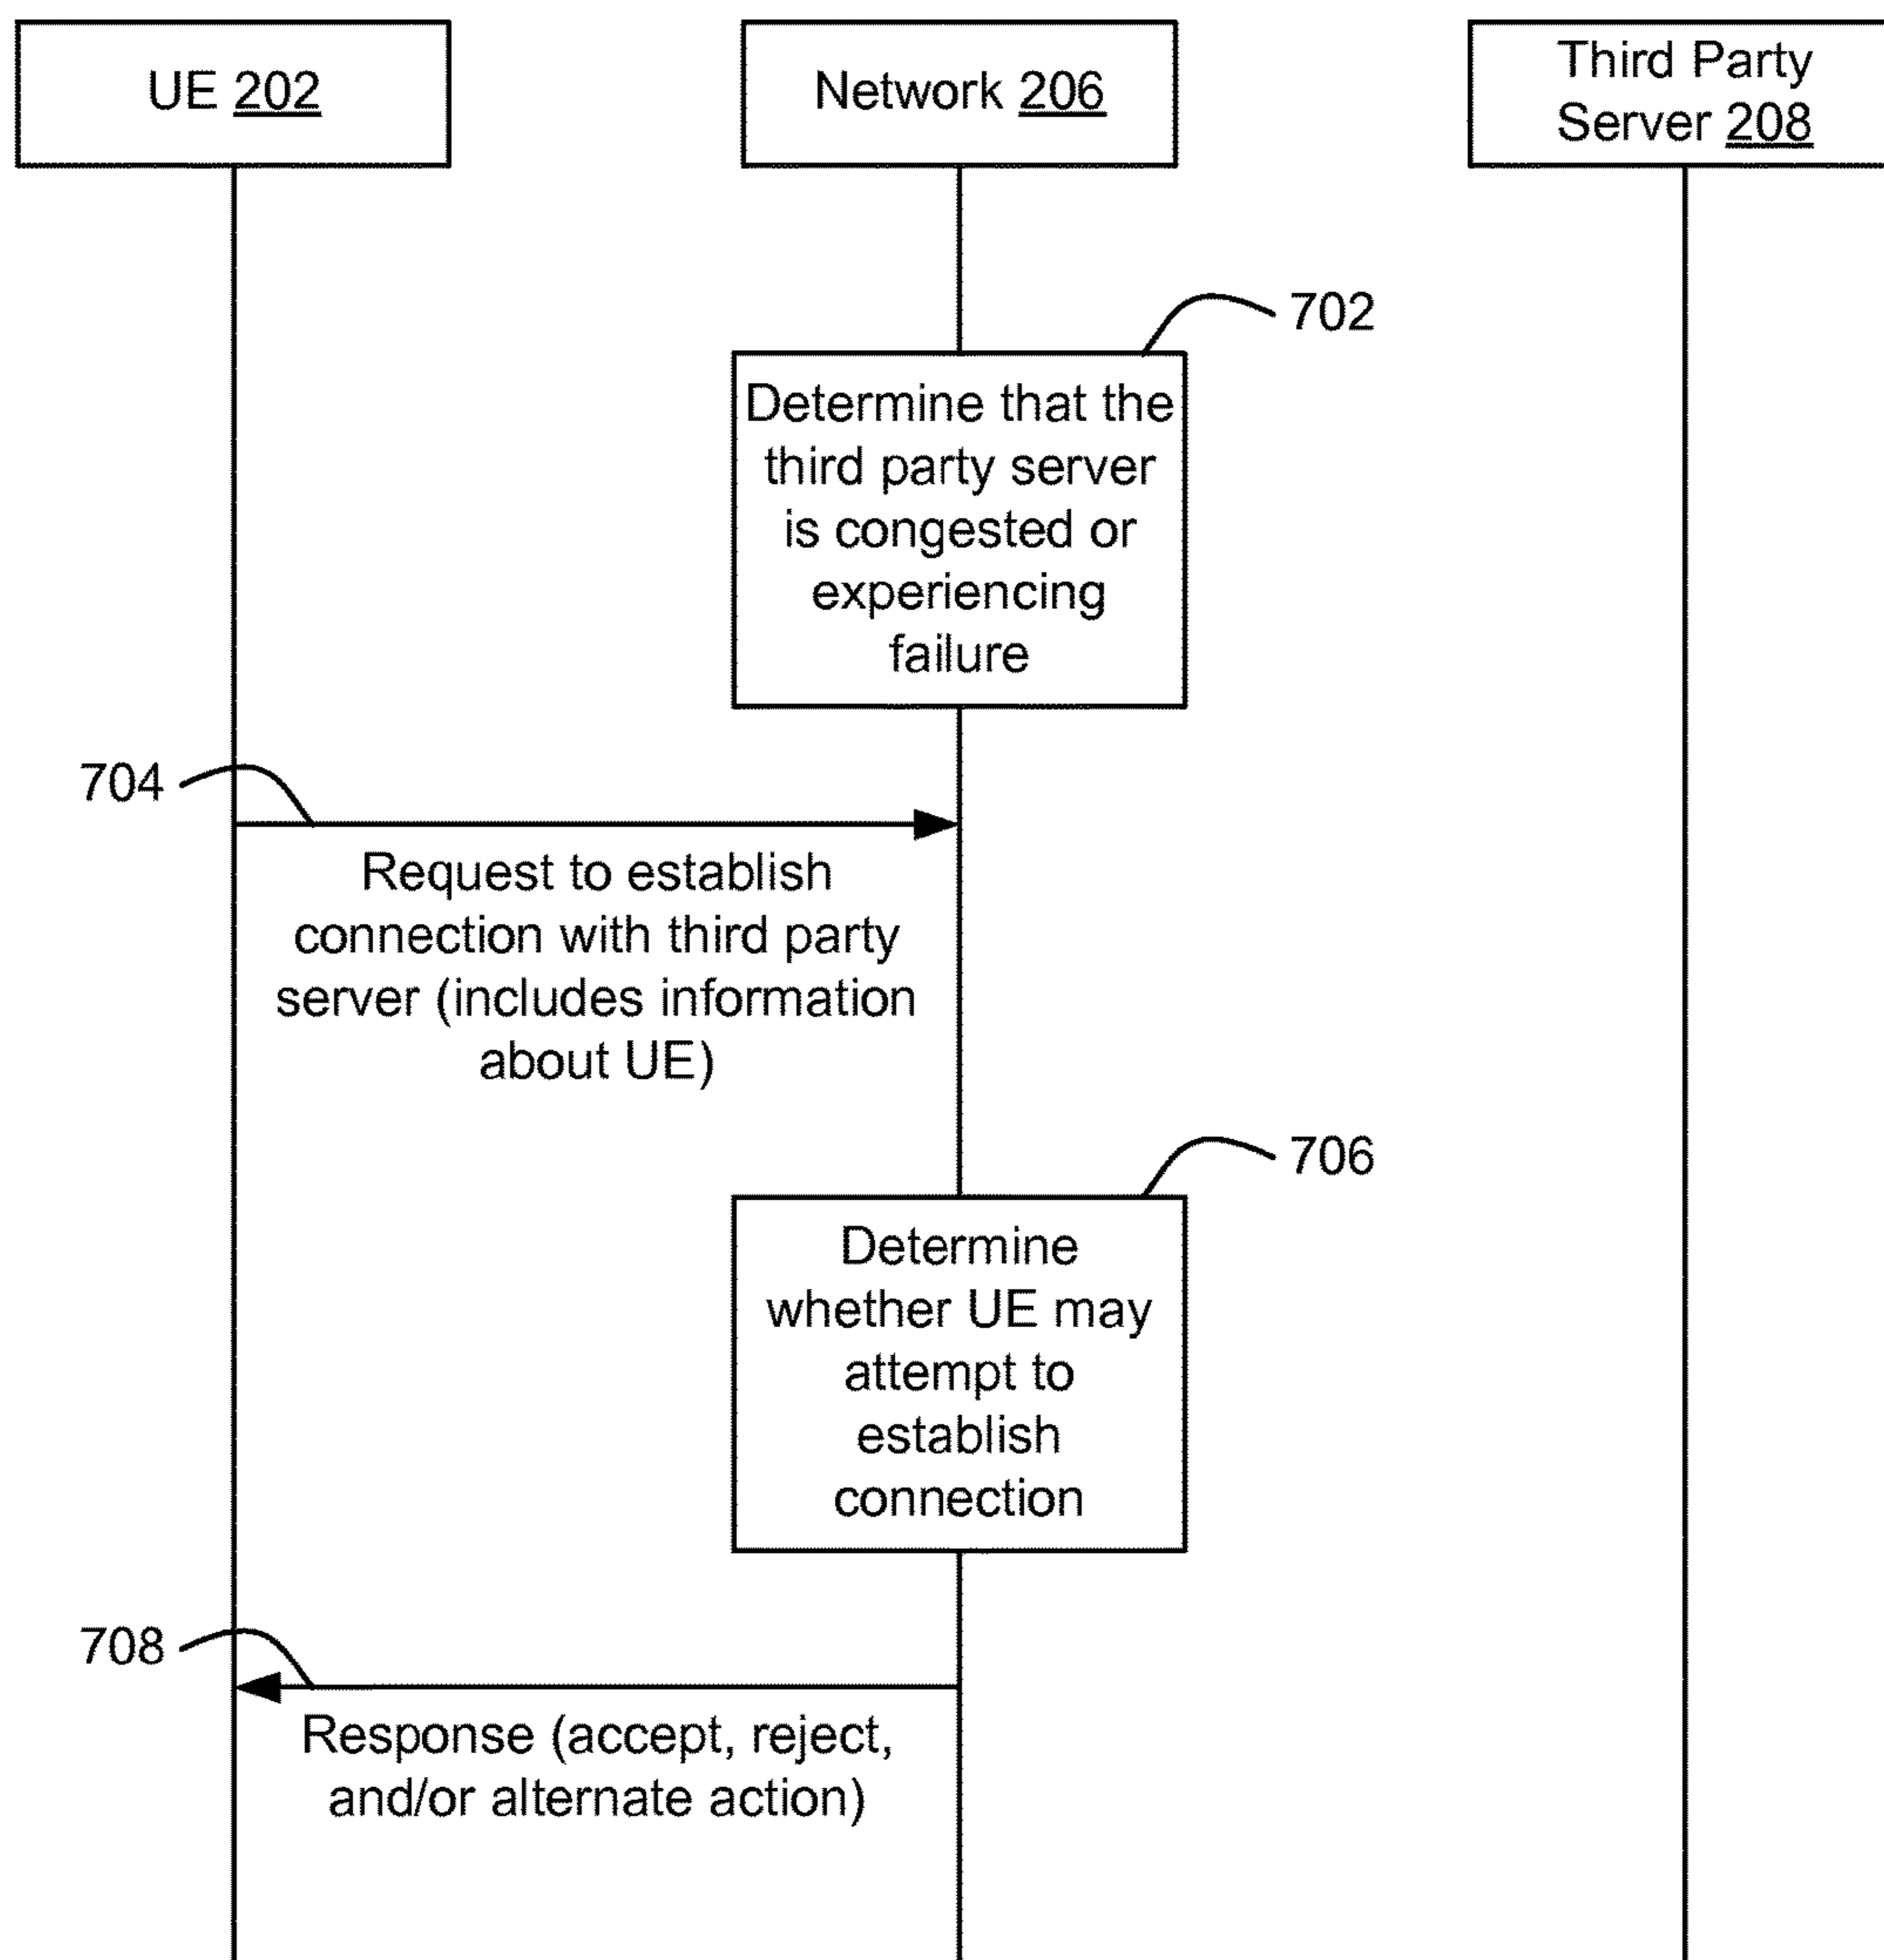 UE 202
Network 206
Third Party
Server 208
702
Determine that the
third party server
is congested or
experiencing
failure
704
Request to establish
connection with third party
server (includes information
about UE)
706
Determine
whether UE may
attempt to
establish
connection
708
Response (accept, reject,
and/or alternate action)